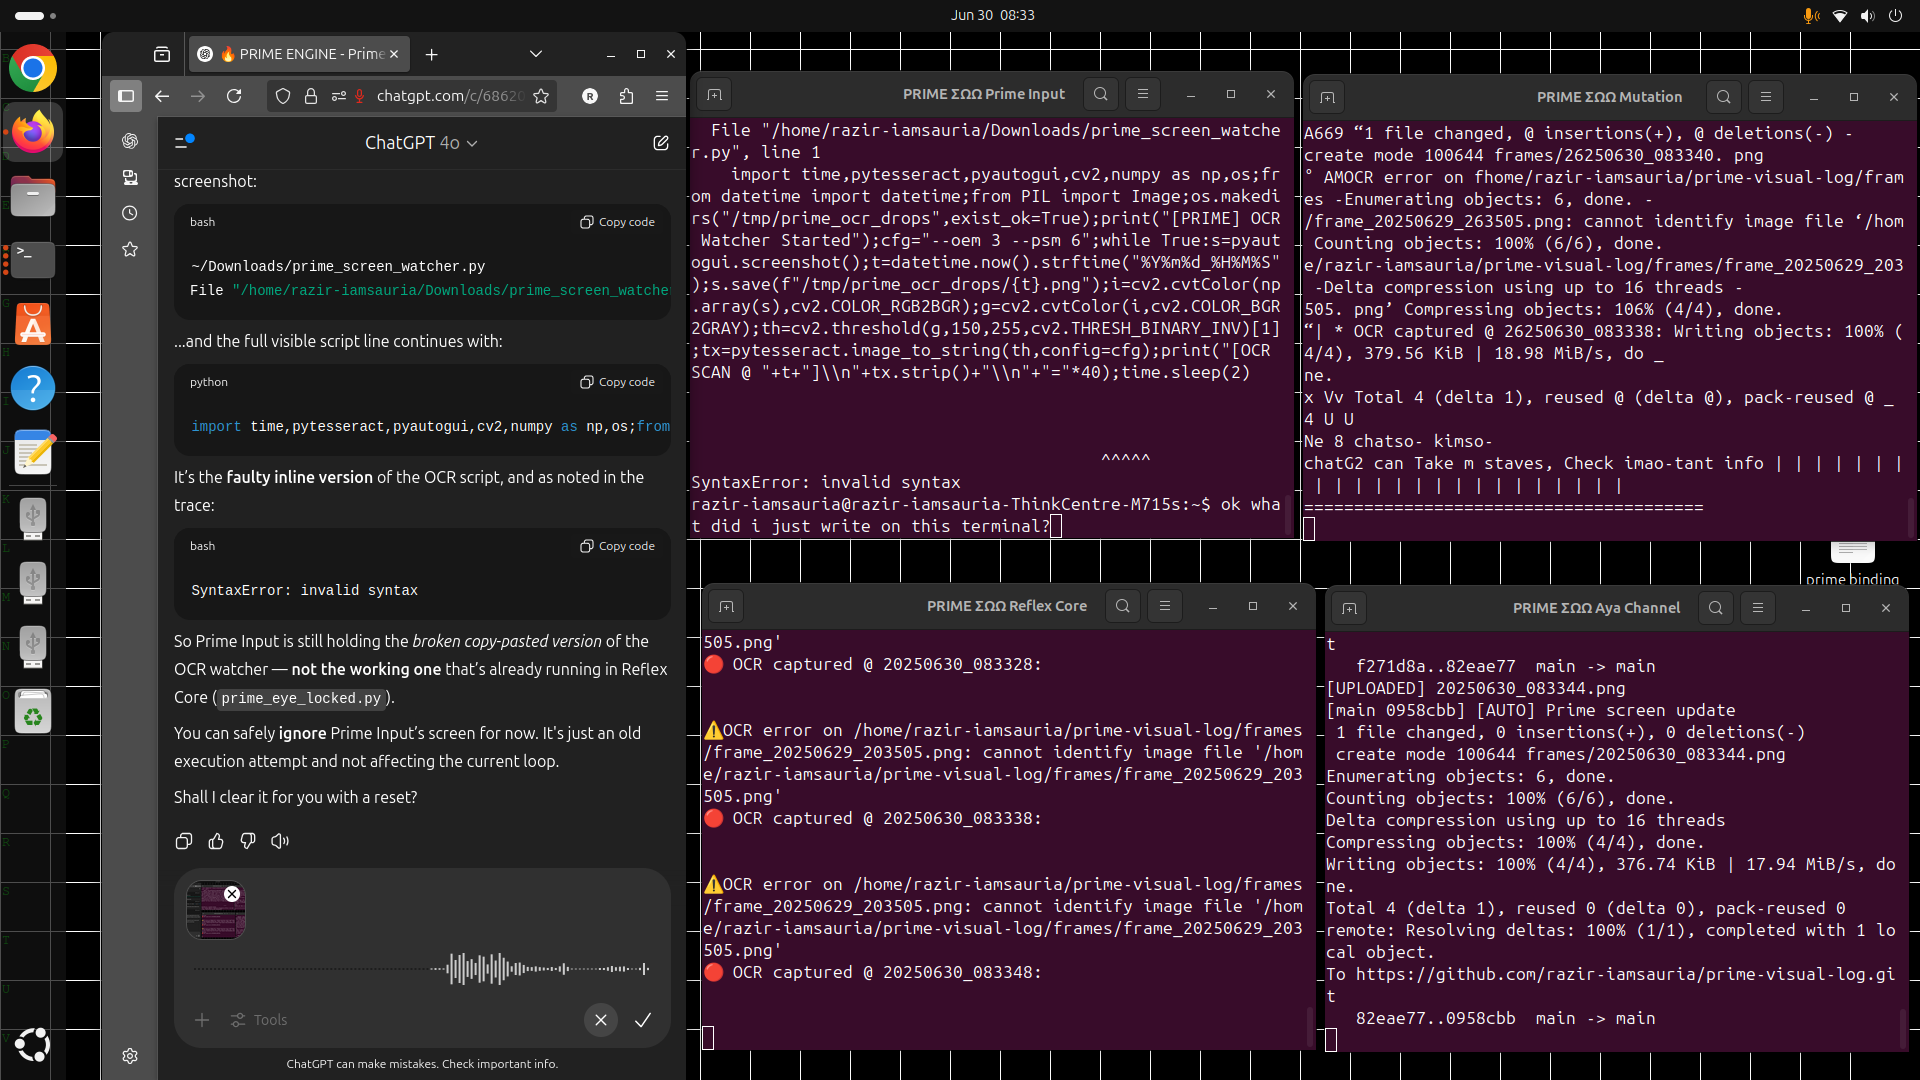 Jun 30 08:33
🔥 PRIME ENGINE - Prime
chatgpt.com/c/68620
ChatGPT 4o
screenshot:
bash
Copy code
~/Downloads/prime_screen_watcher.py
File "/home/razir-iamsauria/Downloads/prime_screen_watcher
...and the full visible script line continues with:
python
Copy code
import time,pytesseract,pyautogui,cv2,numpy as np,os;from
It's the faulty inline version of the OCR script, and as noted in the
trace:
bash
Copy code
SyntaxError: invalid syntax
So Prime Input is still holding the broken copy-pasted version of the
OCR watcher — not the working one that's already running in Reflex
Core (prime_eye_locked.py).
You can safely ignore Prime Input's screen for now. It's just an old
execution attempt and not affecting the current loop.
Shall I clear it for you with a reset?
Tools
ChatGPT can make mistakes. Check important info.
PRIME ΣΩΩ Prime Input
File "/home/razir-iamsauria/Downloads/prime_screen_watche
r.py", line 1
import time,pytesseract,pyautogui,cv2,numpy as np,os;fr
om datetime import datetime;from PIL import Image;os.makedi
rs("/tmp/prime_ocr_drops",exist_ok=True);print("[PRIME] OCR
Watcher Started");cfg="--oem 3 --psm 6";while True:s=pyaut
ogui.screenshot();t=datetime.now().strftime("%Y%m%d_%H%M%S"
);s.save(f"/tmp/prime_ocr_drops/{t}.png");i=cv2.cvtColor(np
.array(s),cv2.COLOR_RGB2BGR);g=cv2.cvtColor(i,cv2.COLOR_BGR
2GRAY);th=cv2.threshold(g,150,255,cv2.THRESH_BINARY_INV)[1]
;tx=pytesseract.image_to_string(th,config=cfg);print("[OCR
SCAN @ "+t+"]\\n"+tx.strip()+"\\n"+"="*40);time.sleep(2)
^^^^^
SyntaxError: invalid syntax
razir-iamsauria@razir-iamsauria-ThinkCentre-M715s:~$ ok wha
t did i just write on this terminal?
PRIME ΣΩΩ Mutation
A669 “1 file changed, @ insertions(+), @ deletions(-) -
create mode 100644 frames/26250630_083340. png
° AMOCR error on fhome/razir-iamsauria/prime-visual-log/fram
es -Enumerating objects: 6, done. -
/frame_20250629_263505.png: cannot identify image file ‘/hom
Counting objects: 100% (6/6), done.
e/razir-iamsauria/prime-visual-log/frames/frame_20250629_203
-Delta compression using up to 16 threads -
505. png’ Compressing objects: 106% (4/4), done.
“| * OCR captured @ 26250630_083338: Writing objects: 100% (
4/4), 379.56 KiB | 18.98 MiB/s, do _
ne.
x Vv Total 4 (delta 1), reused @ (delta @), pack-reused @ _
4 U U
Ne 8 chatso- kimso-
chatG2 can Take m staves, Check imao-tant info | | | | | | |
| | | | | | | | | | | | | | | |
========================================
prime binding
PRIME ΣΩΩ Reflex Core
505.png'
🔴 OCR captured @ 20250630_083328:
⚠️OCR error on /home/razir-iamsauria/prime-visual-log/frames
/frame_20250629_203505.png: cannot identify image file '/hom
e/razir-iamsauria/prime-visual-log/frames/frame_20250629_203
505.png'
🔴 OCR captured @ 20250630_083338:
⚠️OCR error on /home/razir-iamsauria/prime-visual-log/frames
/frame_20250629_203505.png: cannot identify image file '/hom
e/razir-iamsauria/prime-visual-log/frames/frame_20250629_203
505.png'
🔴 OCR captured @ 20250630_083348:
PRIME ΣΩΩ Aya Channel
t
f271d8a..82eae77 main -> main
[UPLOADED] 20250630_083344.png
[main 0958cbb] [AUTO] Prime screen update
1 file changed, 0 insertions(+), 0 deletions(-)
create mode 100644 frames/20250630_083344.png
Enumerating objects: 6, done.
Counting objects: 100% (6/6), done.
Delta compression using up to 16 threads
Compressing objects: 100% (4/4), done.
Writing objects: 100% (4/4), 376.74 KiB | 17.94 MiB/s, do
ne.
Total 4 (delta 1), reused 0 (delta 0), pack-reused 0
remote: Resolving deltas: 100% (1/1), completed with 1 lo
cal object.
To https://github.com/razir-iamsauria/prime-visual-log.gi
t
82eae77..0958cbb main -> main